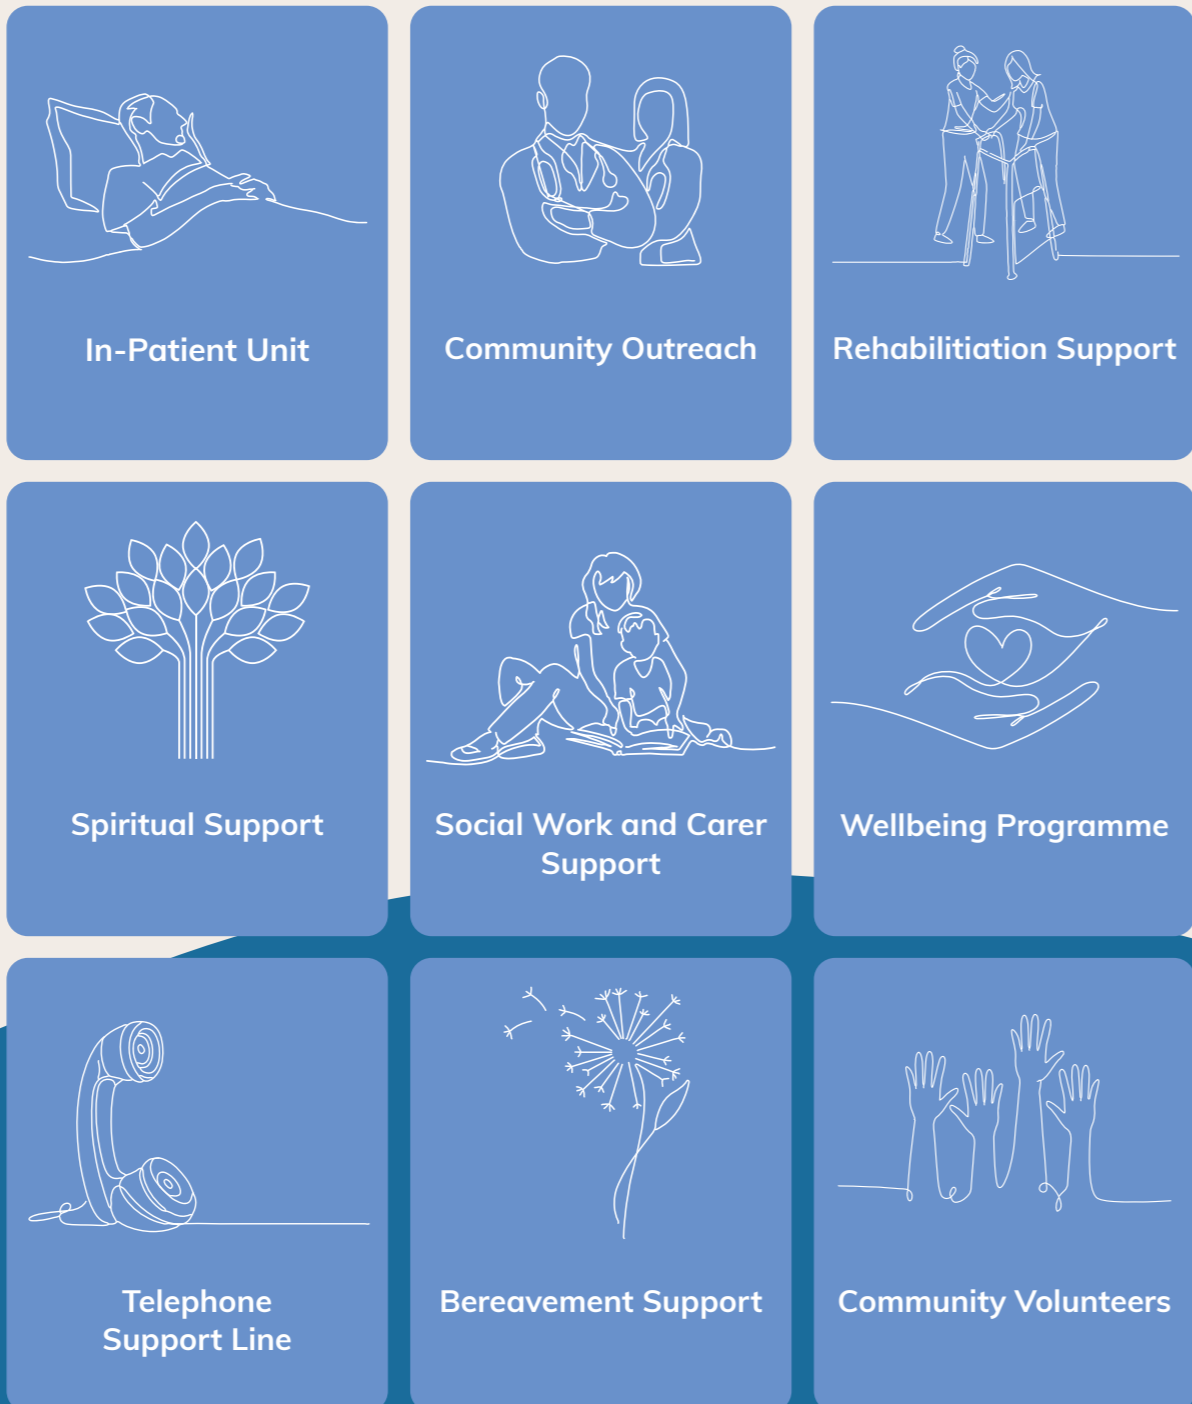 In-Patient Unit
Community Outreach
Rehabilitiation Support
Spiritual Support
Social Work and Carer
Support
Wellbeing Programme
Telephone
Support Line
Bereavement Support
Community Volunteers